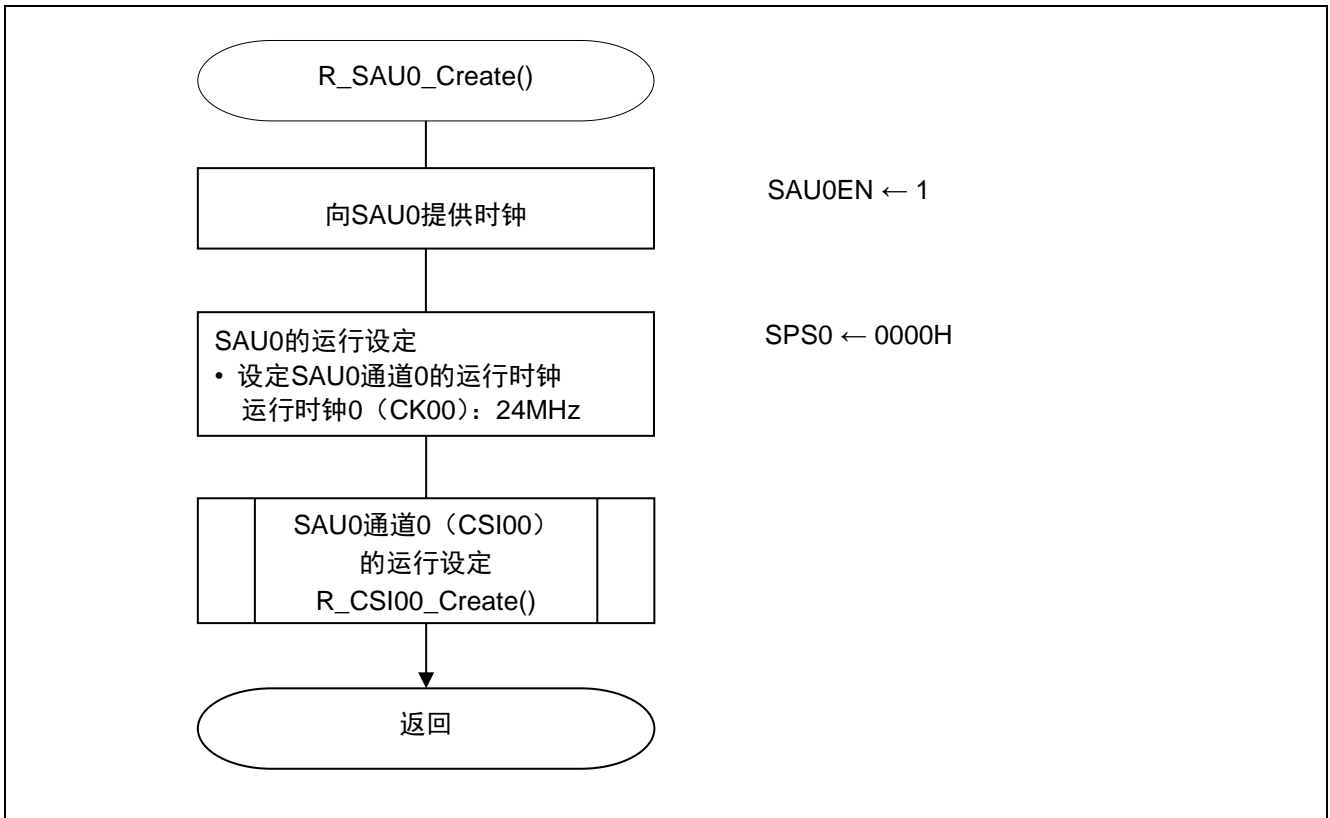 R_SAU0_Create()
向SAU0提供时钟
SAU0EN ← 1
SAU0的运行设定
• 设定SAU0通道0的运行时钟
运行时钟0（CK00）：24MHz
SPS0 ← 0000H
SAU0通道0（CSI00）
的运行设定
R_CSI00_Create()
返回